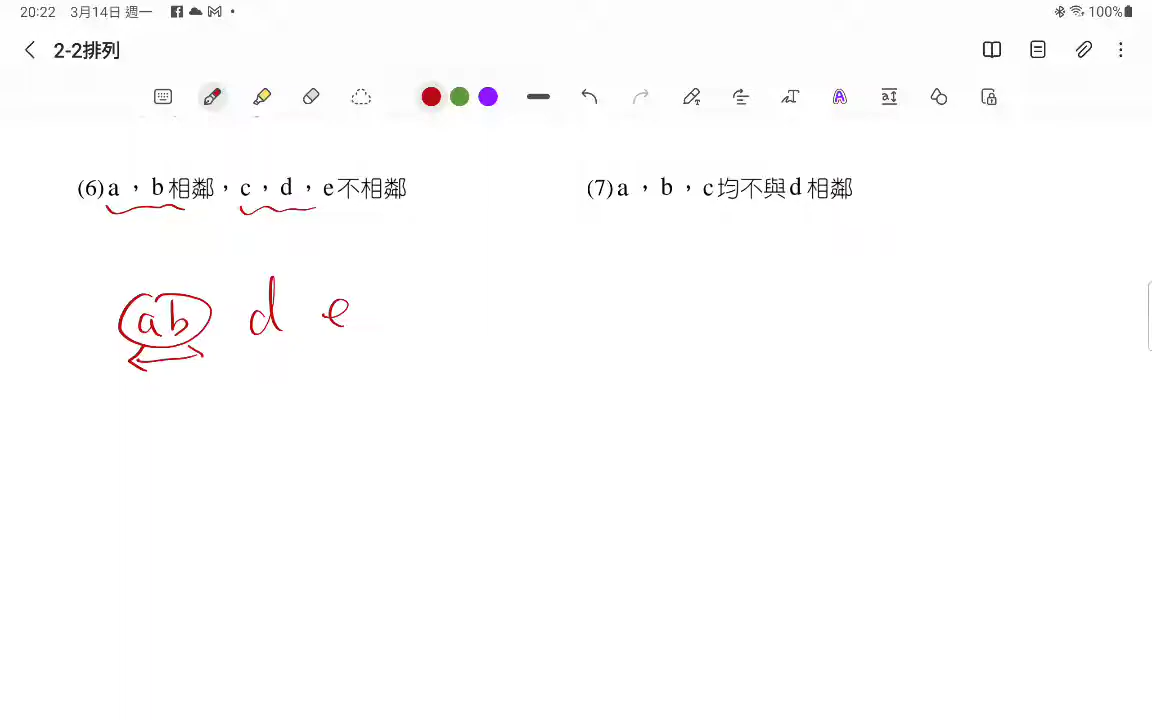 20:22 3月14日 週一 100%
2-2排列
(6)a，b相鄰，c，d，e不相鄰
(7)a，b，c均不與d相鄰
ab d e